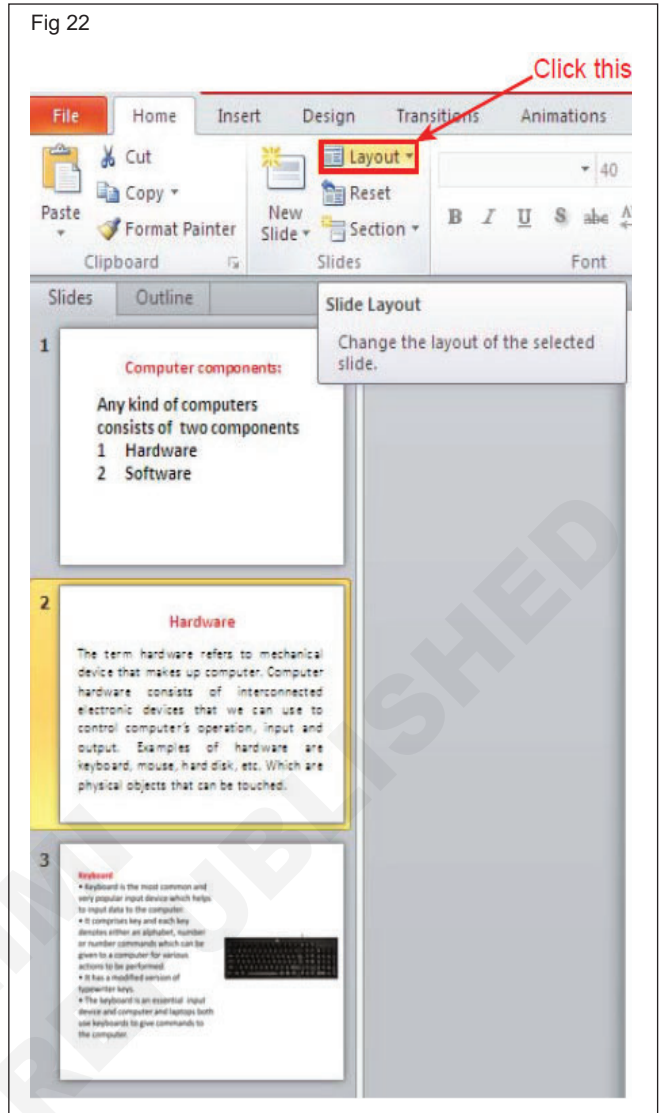 Fig 22
Click this
File Home Insert Design Transitions Animations
Cut
Layout
40
Copy
Reset
Paste
New
Format Painter
Slide
Section
B I U S abc
Clipboard
Slides
Font
Slides Outline
Slide Layout
Change the layout of the selected
slide.
1
Computer components:
Any kind of computers
consists of two components
1 Hardware
2 Software
2
Hardware
The term hardware refers to mechanical
device that makes up computer. Computer
hardware consists of interconnected
electronic devices that we can use to
control computer's operation, input and
output. Examples of hardware are
keyboard, mouse, hard disk, etc. Which are
physical objects that can be touched.
3
Keyboard
• Keyboard is the most common and
very popular input device which helps
to input data to the computer.
• It comprises key and each key
denotes either an alphabet, number
or number commands which can be
given to a computer for various
actions to be performed.
• It has a modified version of
typewriter keys.
• The keyboard is an essential input
device and computer and laptops both
use keyboards to give commands to
the computer.